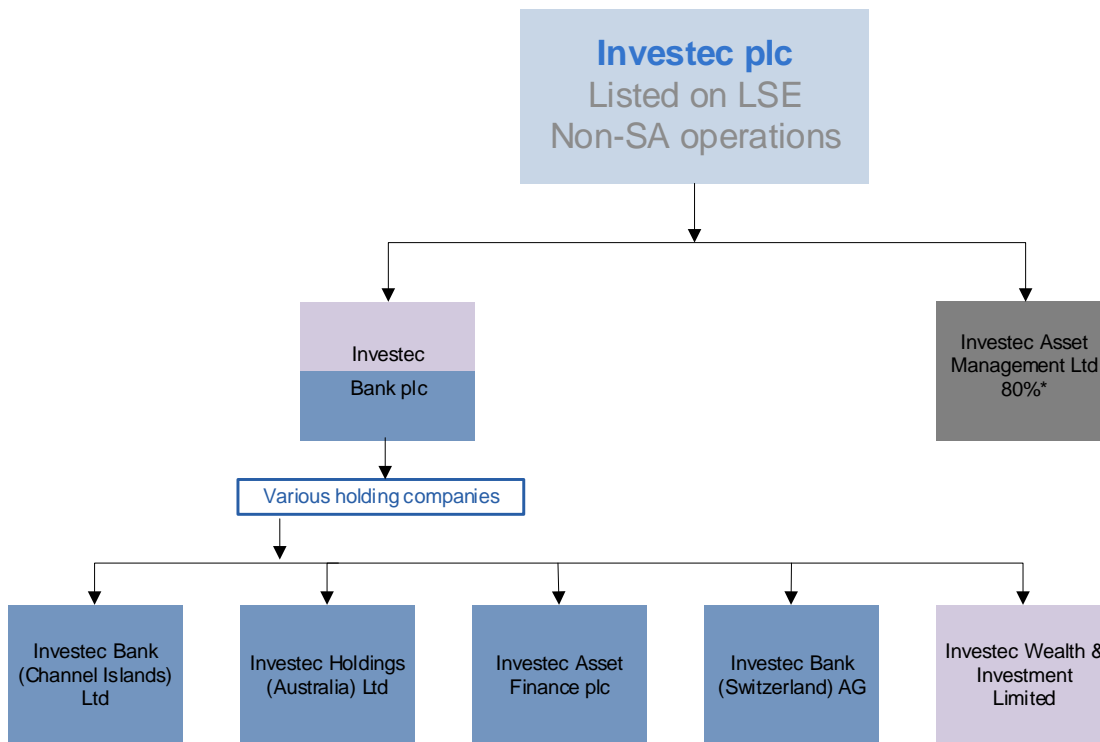 Investec plc
Listed on LSE
Non-SA operations
Investec
Bank plc
Investec Asset
Management Ltd
80%*
Various holding companies
Investec Bank
(Channel Islands)
Ltd
Investec Holdings
(Australia) Ltd
Investec Asset
Finance plc
Investec Bank
(Switzerland) AG
Investec Wealth &
Investment
Limited